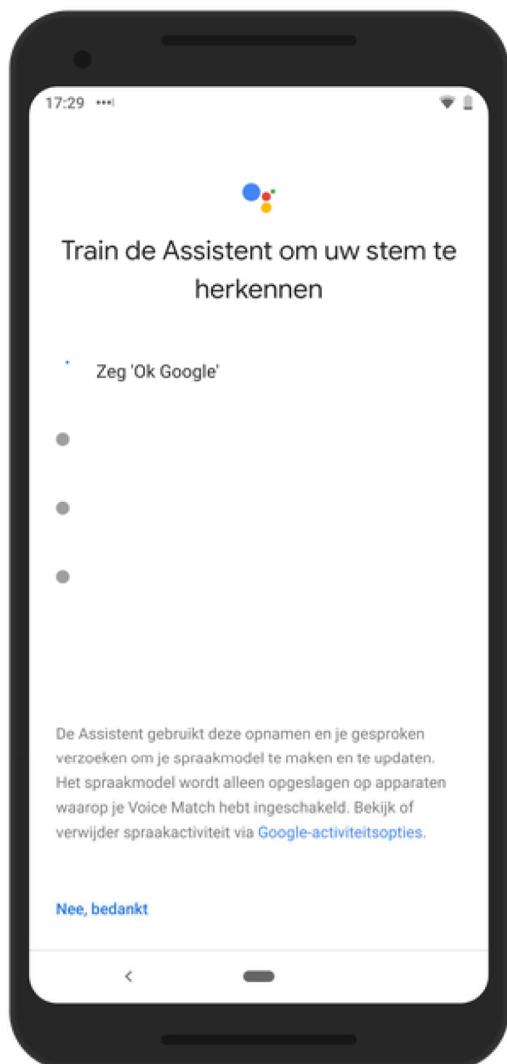 17:29
Train de Assistent om uw stem te
herkennen
Zeg 'Ok Google'
De Assistent gebruikt deze opnamen en je gesproken
verzoeken om je spraakmodel te maken en te updaten.
Het spraakmodel wordt alleen opgeslagen op apparaten
waarop je Voice Match hebt ingeschakeld. Bekijk of
verwijder spraakactiviteit via Google-activiteitsopties.
Nee, bedankt